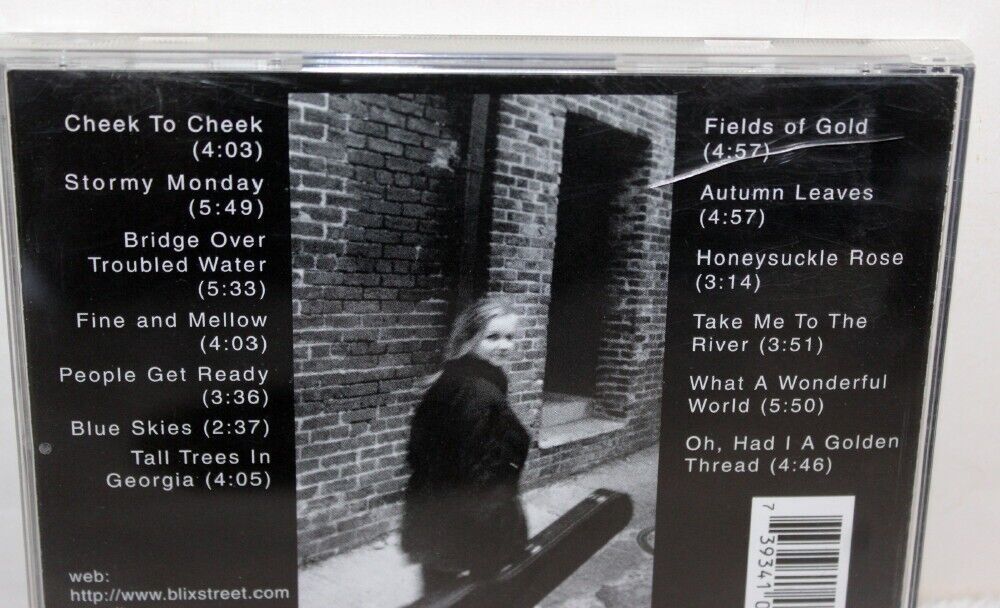 Cheek To Cheek
(4:03)
Stormy Monday
(5:49)
Bridge Over
Troubled Water
(5:33)
Fine and Mellow
(4:03)
People Get Ready
(3:36)
Blue Skies (2:37)
Tall Trees In
Georgia (4:05)
web:
http://www.blixstreet.com
Fields of Gold
(4:57)
Autumn Leaves
(4:57)
Honeysuckle Rose
(3:14)
Take Me To The
River (3:51)
What A Wonderful
World (5:50)
Oh, Had I A Golden
Thread (4:46)
7 39341 0